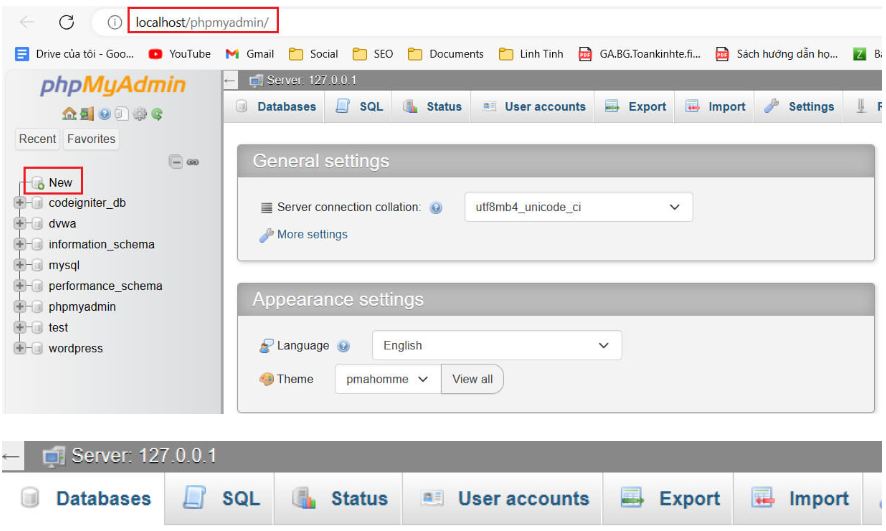 localhost/phpmyadmin/
Drive của tôi - Goo... YouTube Gmail Social SEO Documents Linh Tinh GA.BG.Toankinhte.fi... Sách hướng dẫn họ...
phpMyAdmin
Recent Favorites
New
codeigniter_db
dvwa
information_schema
mysql
performance_schema
phpmyadmin
test
wordpress
Server: 127.0.0.1
Databases SQL Status User accounts Export Import Settings
General settings
Server connection collation: utf8mb4_unicode_ci
More settings
Appearance settings
Language English
Theme pmahomme View all
Server: 127.0.0.1
Databases SQL Status User accounts Export Import